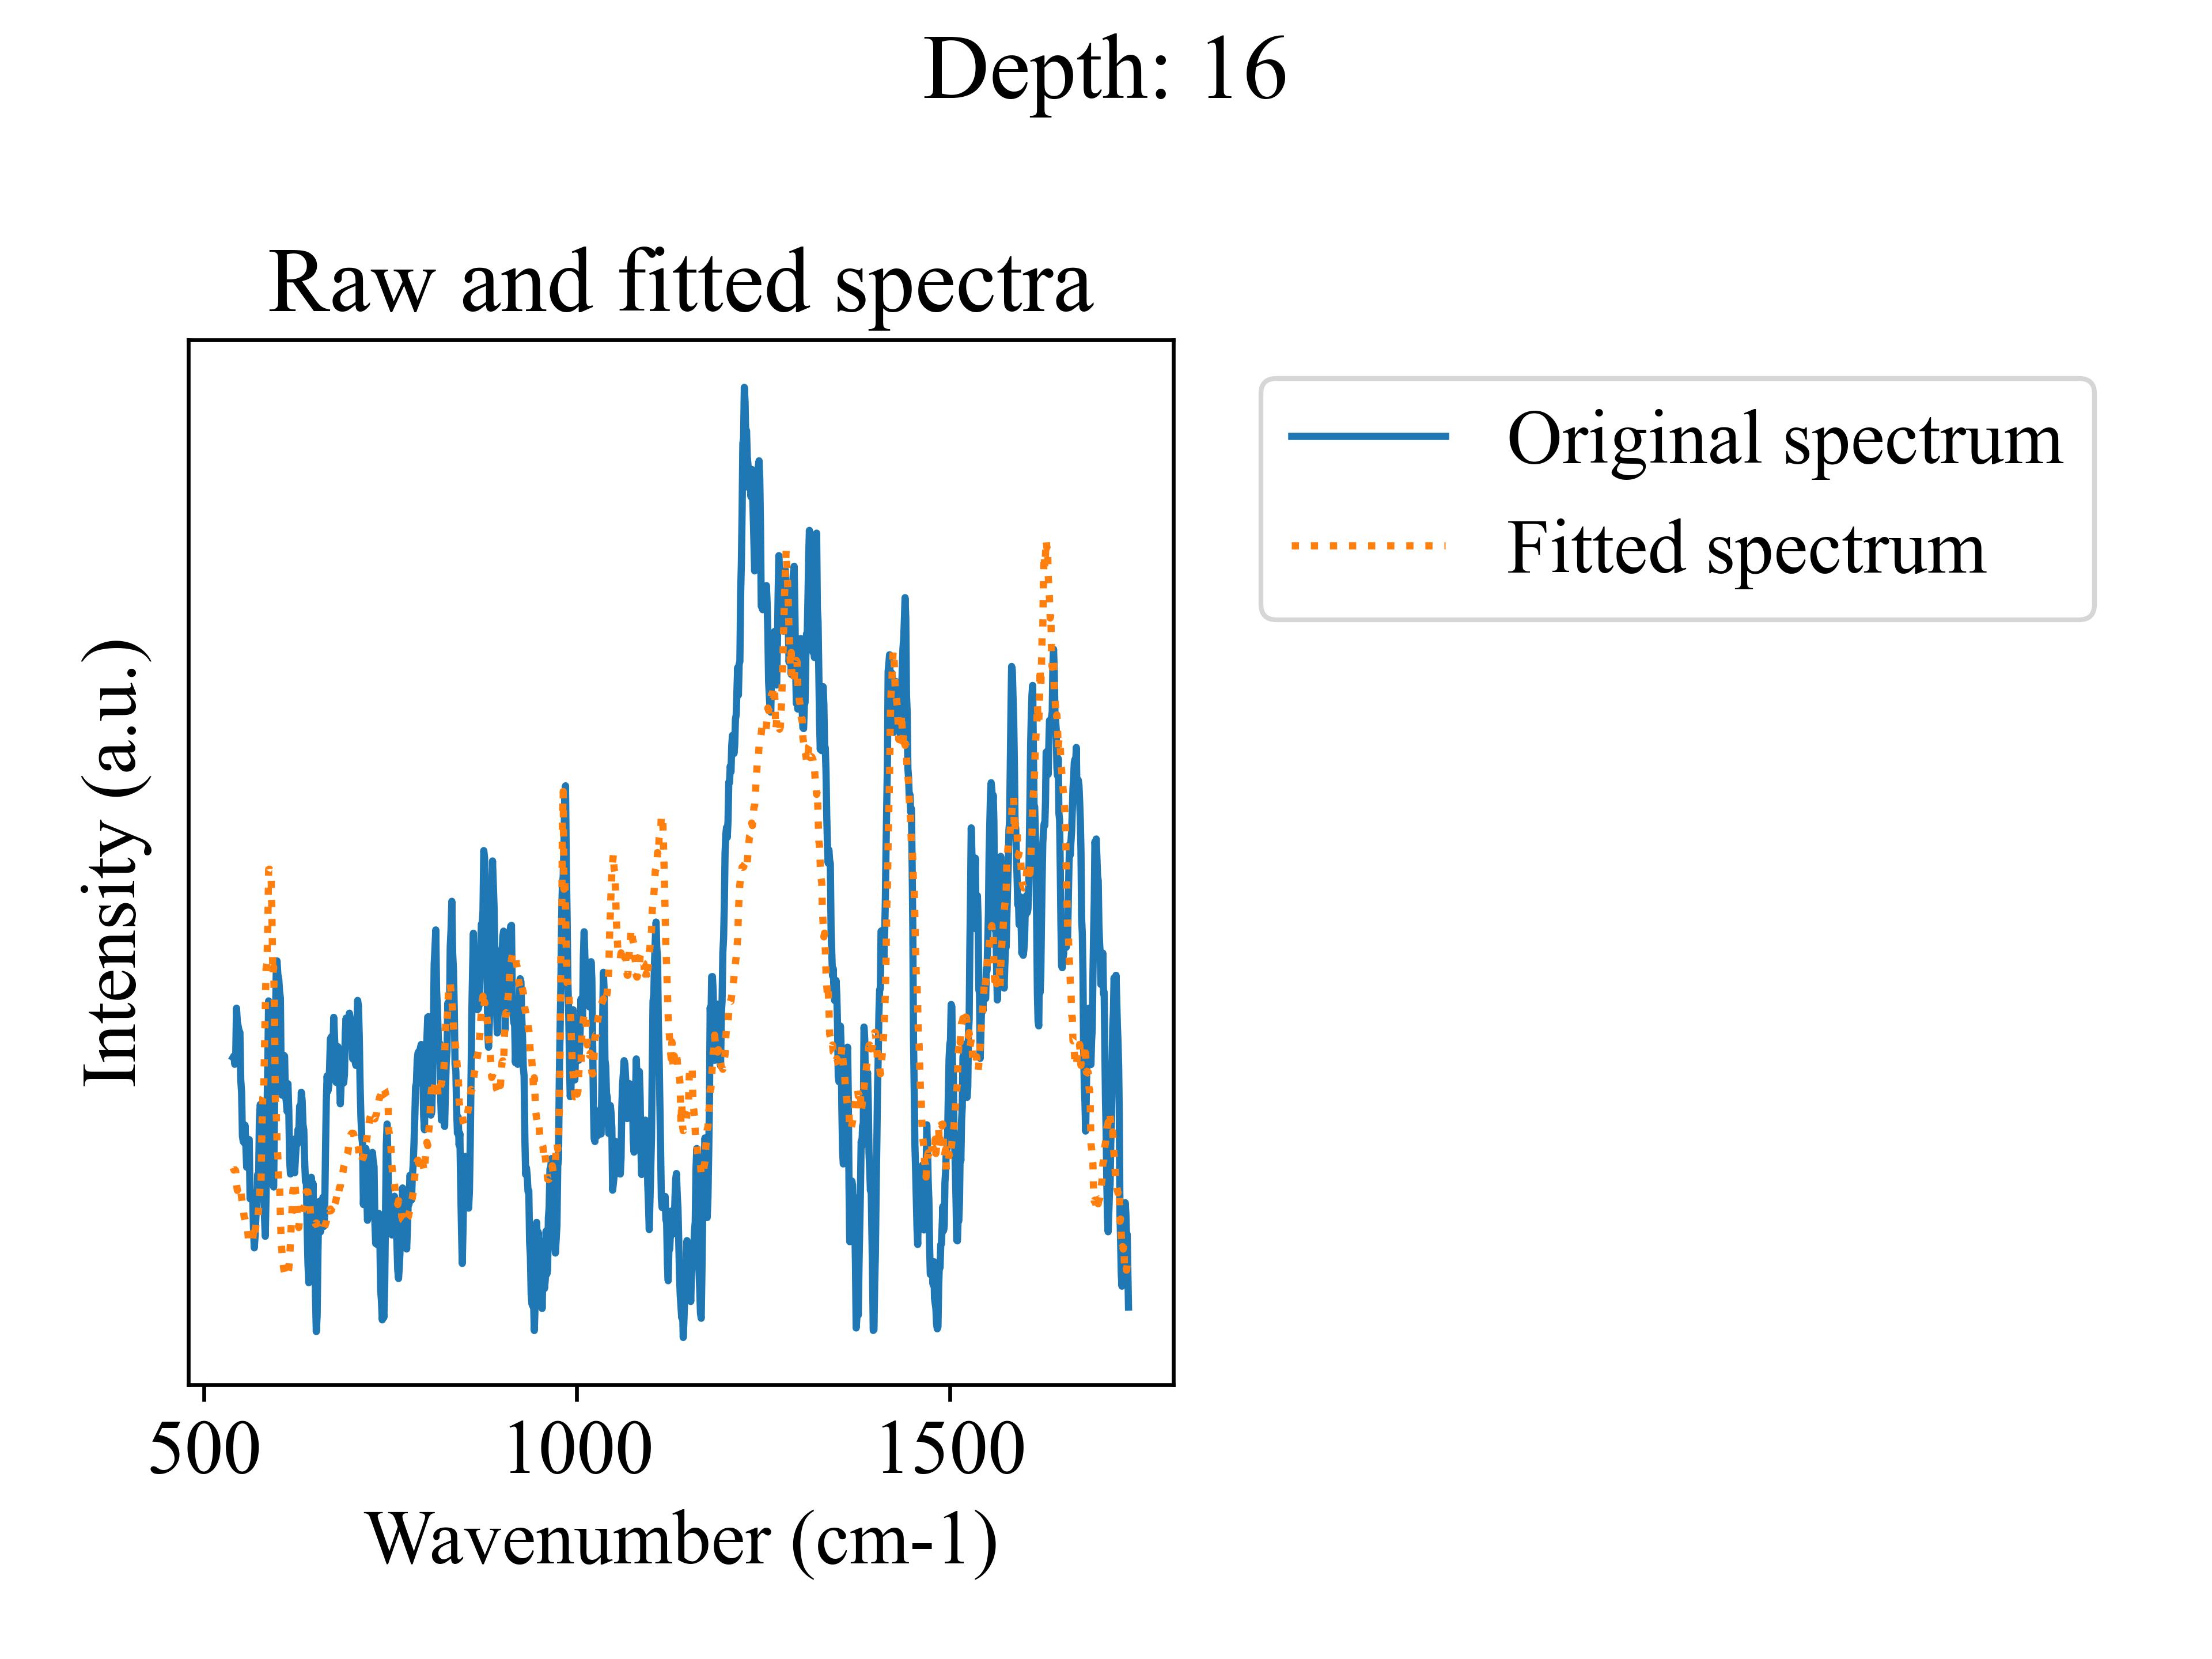 Depth: 16
Raw and fitted spectra
Original spectrum
Fitted spectrum
Intensity (a.u.)
500 1000 1500
Wavenumber (cm-1)